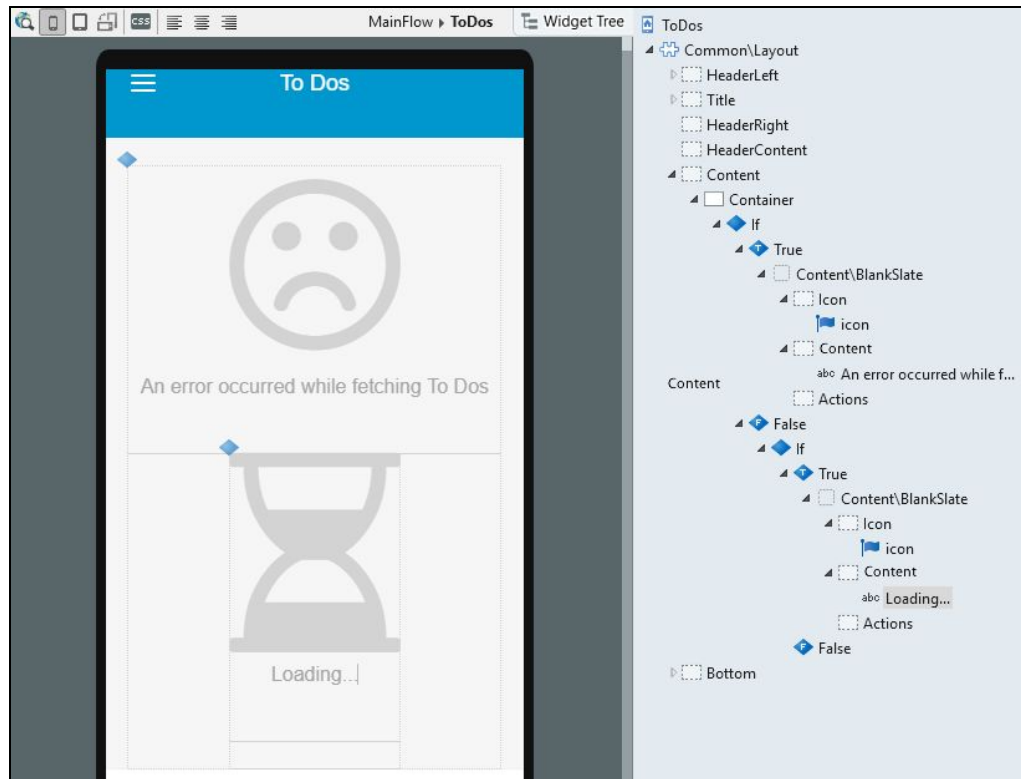 CSS
MainFlow ▸ ToDos
Widget Tree
To Dos
An error occurred while fetching To Dos
Loading...
ToDos
Common\Layout
HeaderLeft
Title
HeaderRight
HeaderContent
Content
Container
If
T True
Content\BlankSlate
Icon
icon
Content
abc An error occurred while f...
Content
Actions
F False
If
T True
Content\BlankSlate
Icon
icon
Content
abc Loading...
Actions
F False
Bottom